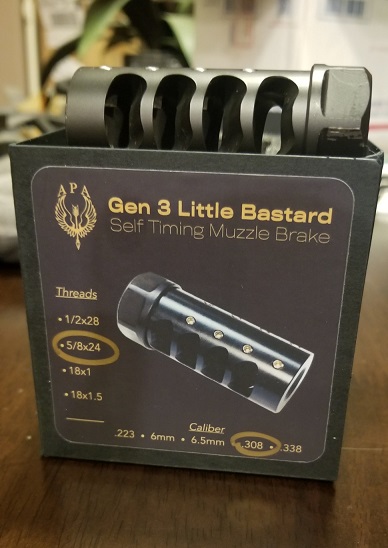 APA
Gen 3 Little Bastard
Self Timing Muzzle Brake
Threads
• 1/2x28
• 5/8x24
• 18x1
• 18x1.5
Caliber
.223 • 6mm • 6.5mm • .308 • .338